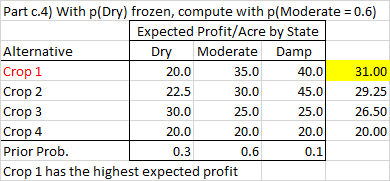 Part c.4) With p(Dry) frozen, compute with p(Moderate = 0.6)
Expected Profit/Acre by State
Alternative Dry Moderate Damp
Crop 1 20.0 35.0 40.0 31.00
Crop 2 22.5 30.0 45.0 29.25
Crop 3 30.0 25.0 25.0 26.50
Crop 4 20.0 20.0 20.0 20.00
Prior Prob. 0.3 0.6 0.1
Crop 1 has the highest expected profit